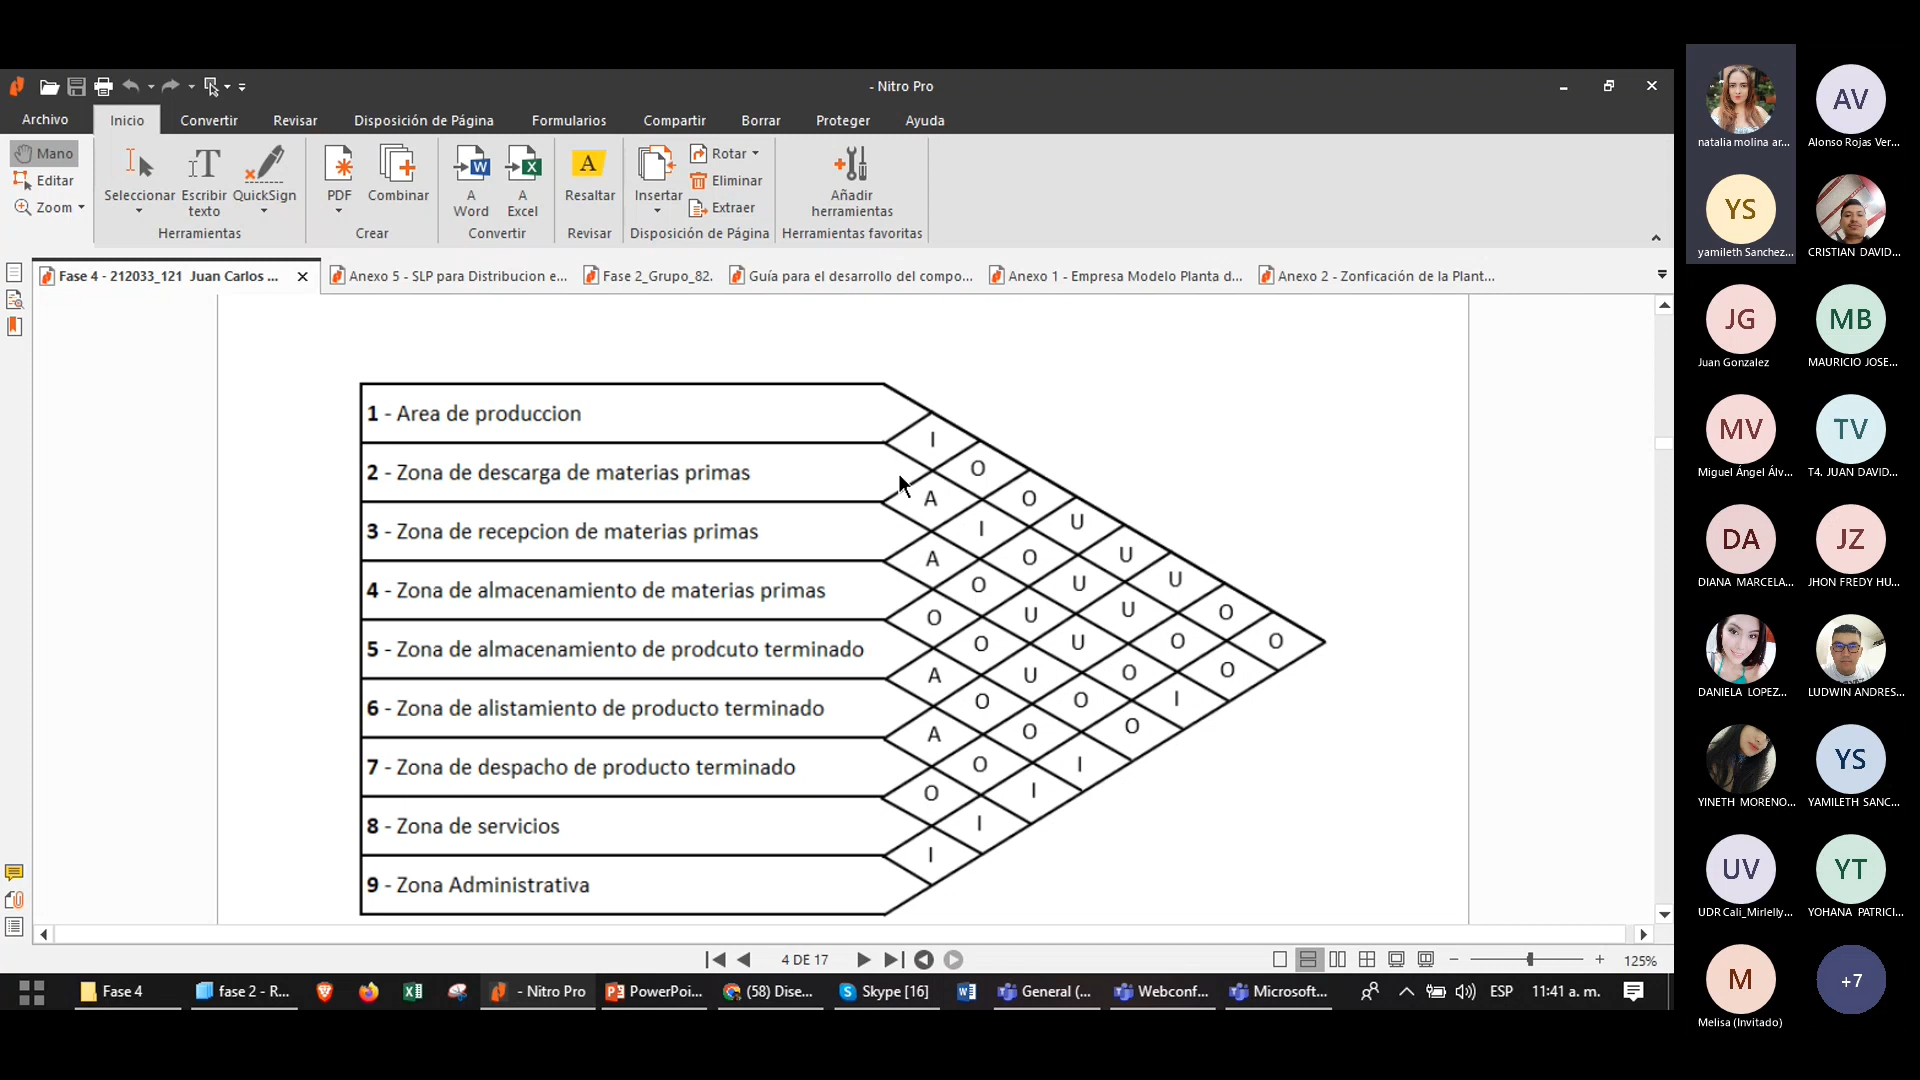 - Nitro Pro
Archivo Inicio Convertir Revisar Disposición de Página Formularios Compartir Borrar Proteger Ayuda
Mano
Editar
Zoom
Seleccionar
Escribir texto
QuickSign
Herramientas
PDF
Combinar
Crear
A Word
A Excel
Convertir
Resaltar
Revisar
Insertar
Rotar
Eliminar
Extraer
Disposición de Página
Añadir herramientas
Herramientas favoritas
Fase 4 - 212033_121 Juan Carlos ...
Anexo 5 - SLP para Distribucion e...
Fase 2_Grupo_82.
Guía para el desarrollo del compo...
Anexo 1 - Empresa Modelo Planta d...
Anexo 2 - Zonficación de la Plant...
1 - Area de produccion
2 - Zona de descarga de materias primas
3 - Zona de recepcion de materias primas
4 - Zona de almacenamiento de materias primas
5 - Zona de almacenamiento de prodcuto terminado
6 - Zona de alistamiento de producto terminado
7 - Zona de despacho de producto terminado
8 - Zona de servicios
9 - Zona Administrativa
I O O U U U O O
A I O U U O O
A O U U O I
O O U O O
A O O I
A O I
O I
I
4 DE 17
125%
Fase 4
fase 2 - R...
- Nitro Pro
PowerPoi...
(58) Dise...
Skype [16]
General (...
Webconf...
Microsoft...
ESP
11:41 a. m.
natalia molina ar...
AV
Alonso Rojas Ver...
YS
yamileth Sanchez...
CRISTIAN DAVID...
JG
Juan Gonzalez
MB
MAURICIO JOSE...
MV
Miguel Ángel Álv...
TV
T4. JUAN DAVID...
DA
DIANA MARCELA...
JZ
JHON FREDY HU...
DANIELA LOPEZ...
LUDWIN ANDRES...
YINETH MORENO...
YS
YAMILETH SANC...
UV
UDR Cali_Mirlelly...
YT
YOHANA PATRICI...
M
Melisa (Invitado)
+7